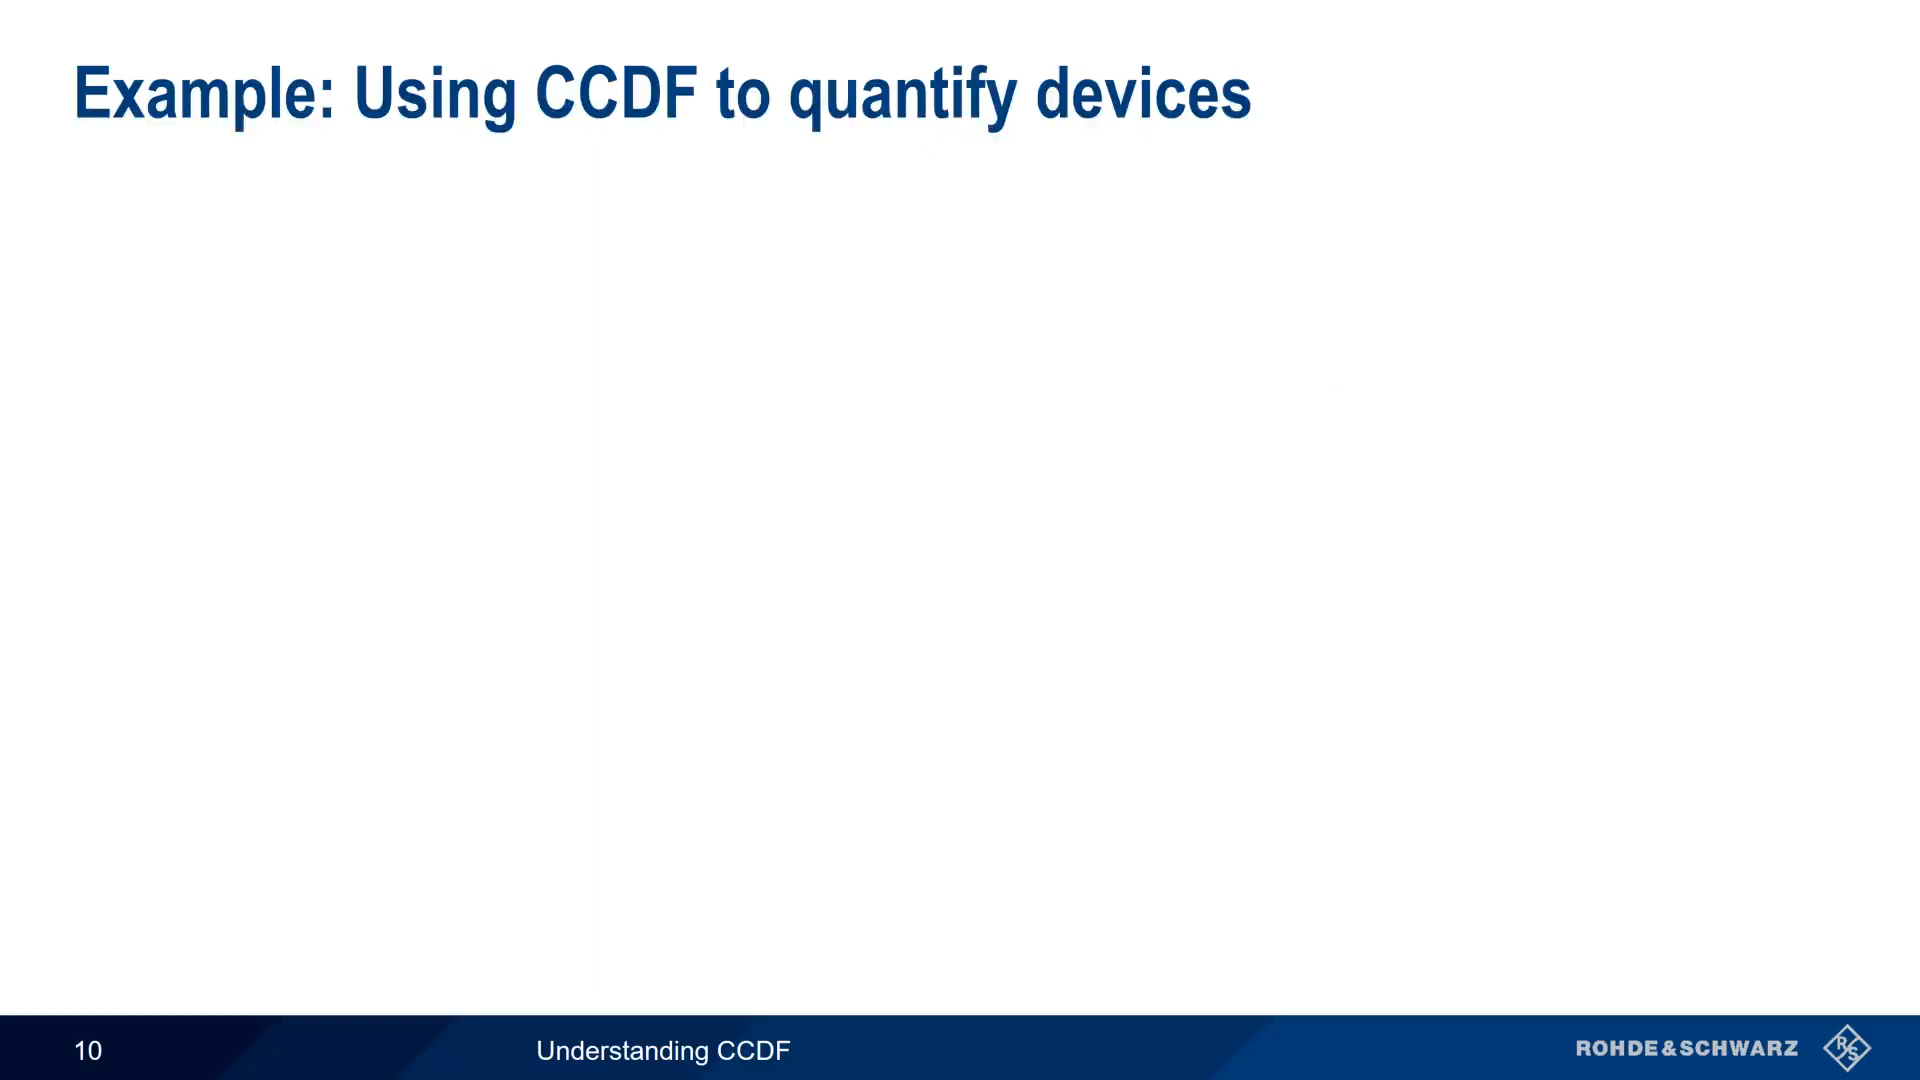 Example: Using CCDF to quantify devices
10
Understanding CCDF
ROHDE&SCHWARZ
R
S